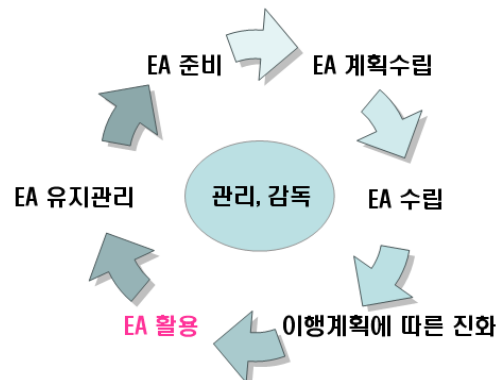 EA 준비
EA 계획수립
EA 유지관리
관리, 감독
EA 수립
EA 활용
이행계획에 따른 진화